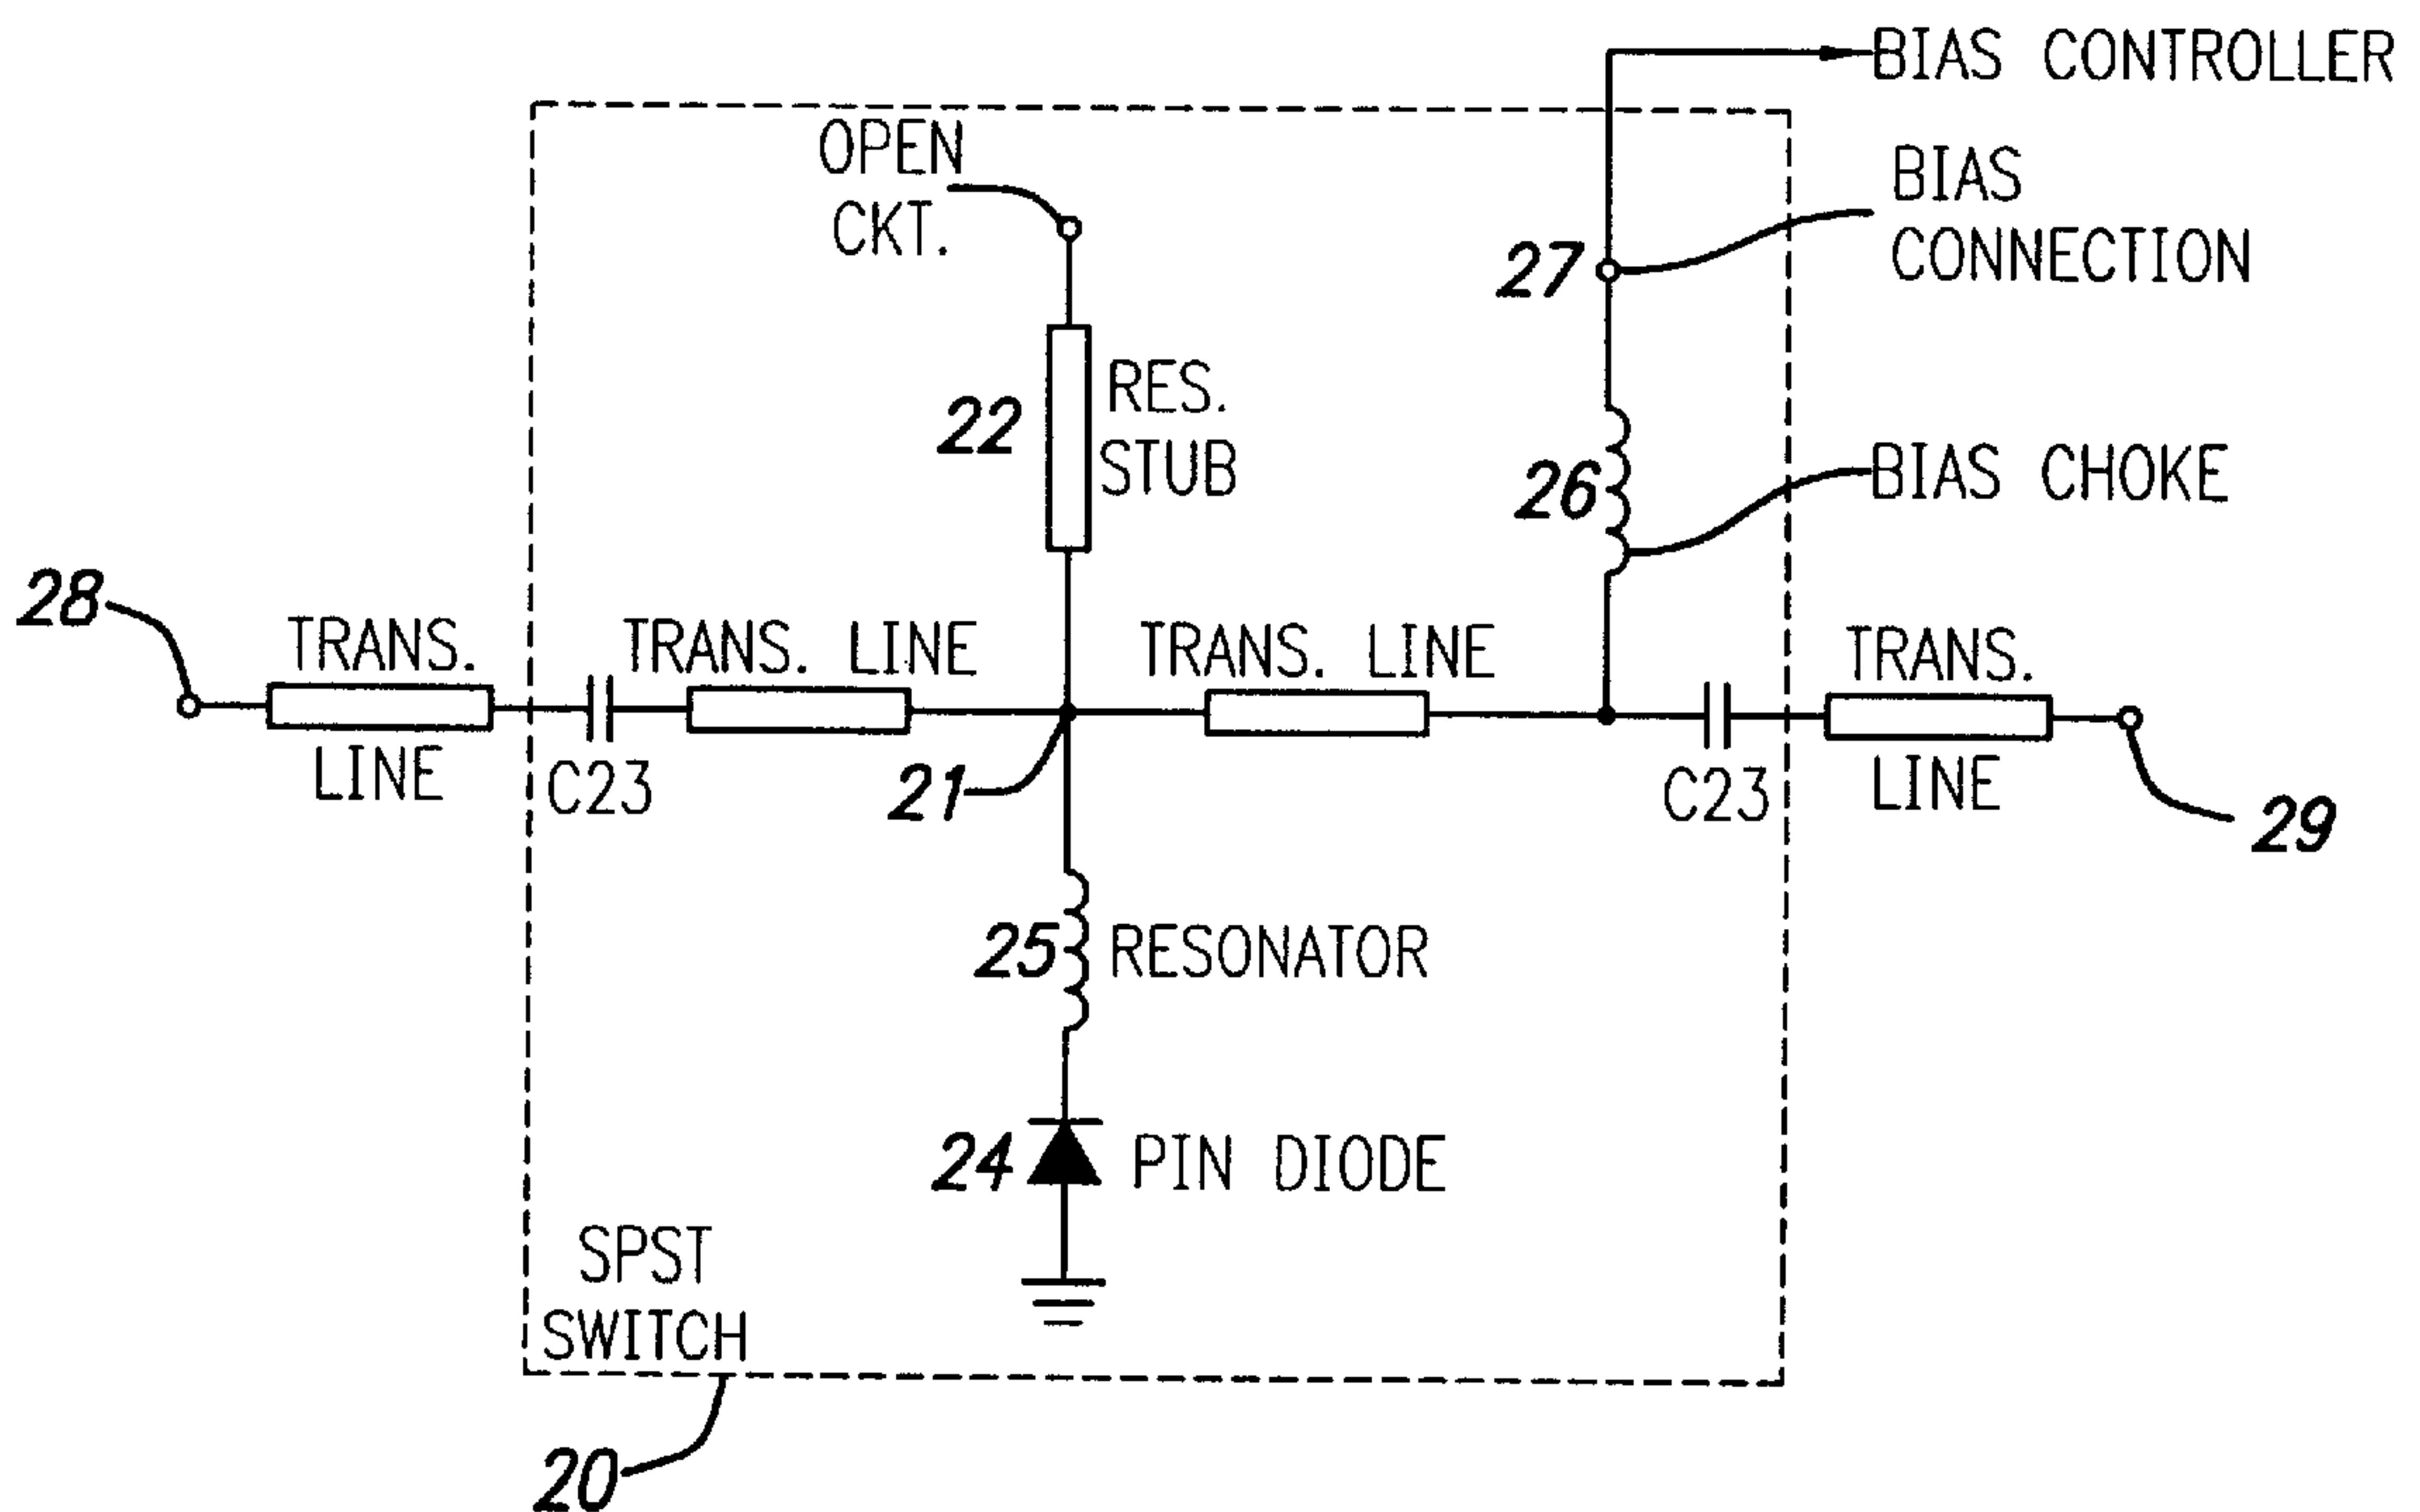 BIAS CONTROLLER
OPEN
CKT.
BIAS
CONNECTION
27
22
RES.
STUB
26
BIAS CHOKE
28
TRANS.
LINE
TRANS. LINE
TRANS. LINE
TRANS.
LINE
C23
21
C23
29
25
RESONATOR
24
PIN DIODE
SPST
SWITCH
20